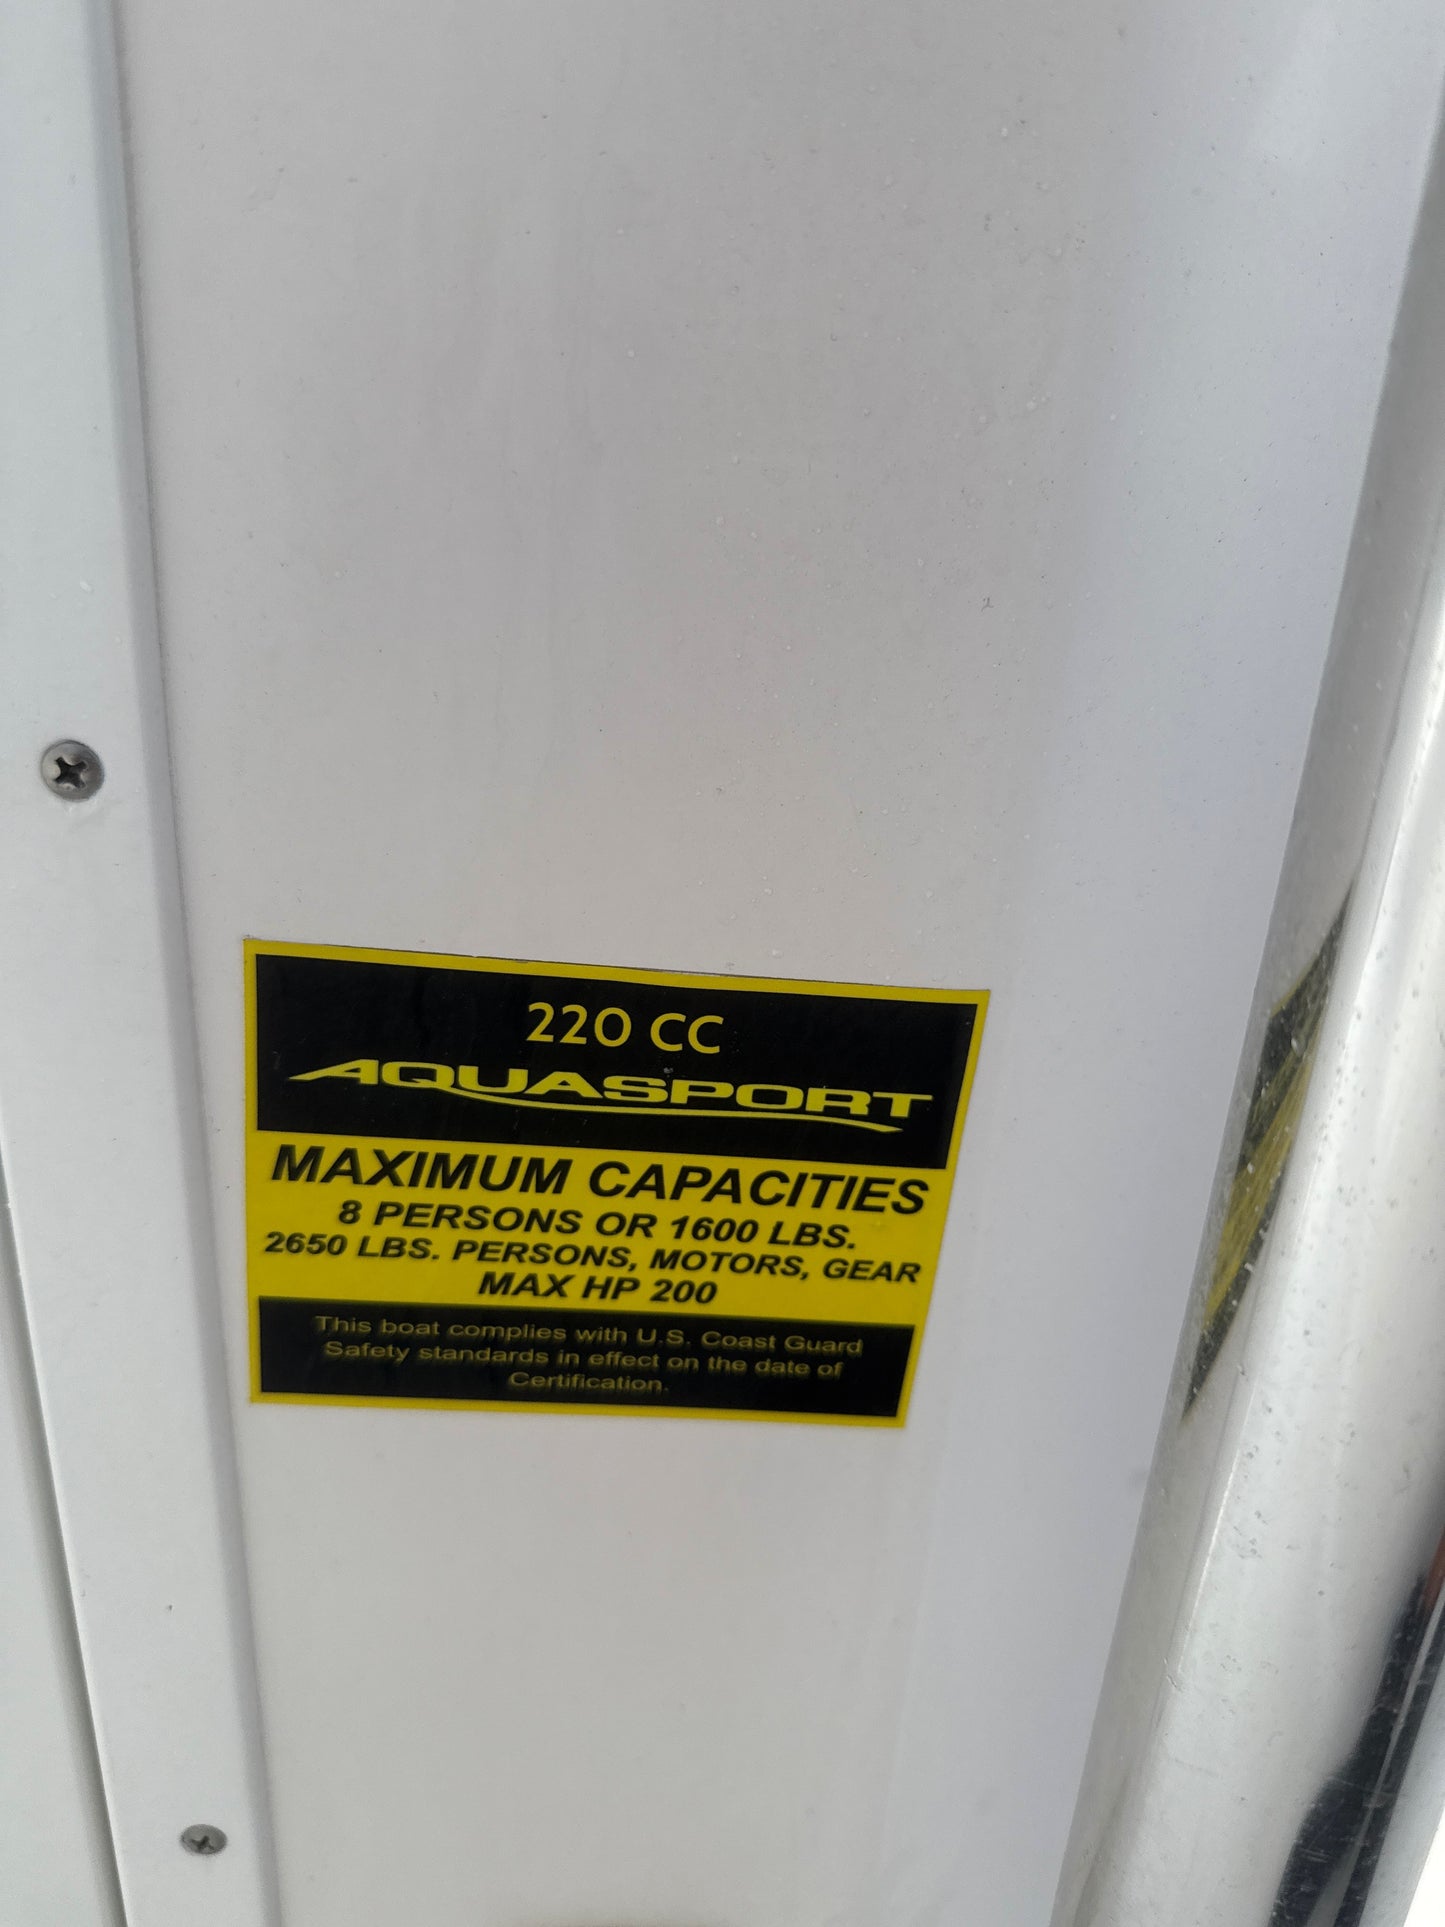 220 CC
AQUASPORT
MAXIMUM CAPACITIES
8 PERSONS OR 1600 LBS.
2650 LBS. PERSONS, MOTORS, GEAR
MAX HP 200
This boat complies with U.S. Coast Guard
Safety standards in effect on the date of
Certification.